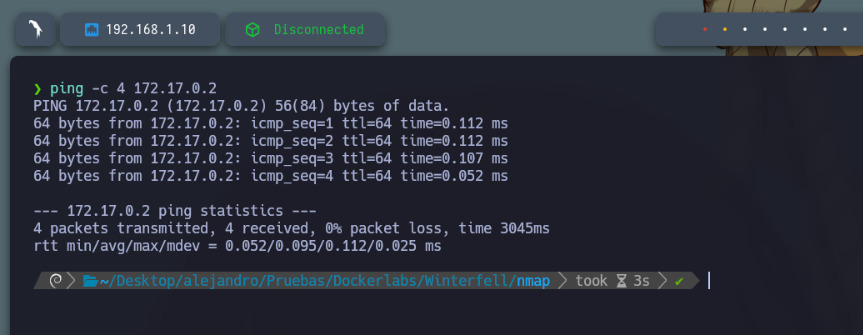 192.168.1.10
Disconnected
❯ ping -c 4 172.17.0.2
PING 172.17.0.2 (172.17.0.2) 56(84) bytes of data.
64 bytes from 172.17.0.2: icmp_seq=1 ttl=64 time=0.112 ms
64 bytes from 172.17.0.2: icmp_seq=2 ttl=64 time=0.112 ms
64 bytes from 172.17.0.2: icmp_seq=3 ttl=64 time=0.107 ms
64 bytes from 172.17.0.2: icmp_seq=4 ttl=64 time=0.052 ms
--- 172.17.0.2 ping statistics ---
4 packets transmitted, 4 received, 0% packet loss, time 3045ms
rtt min/avg/max/mdev = 0.052/0.095/0.112/0.025 ms
~/Desktop/alejandro/Pruebas/Dockerlabs/Winterfell/nmap took 3s ✔